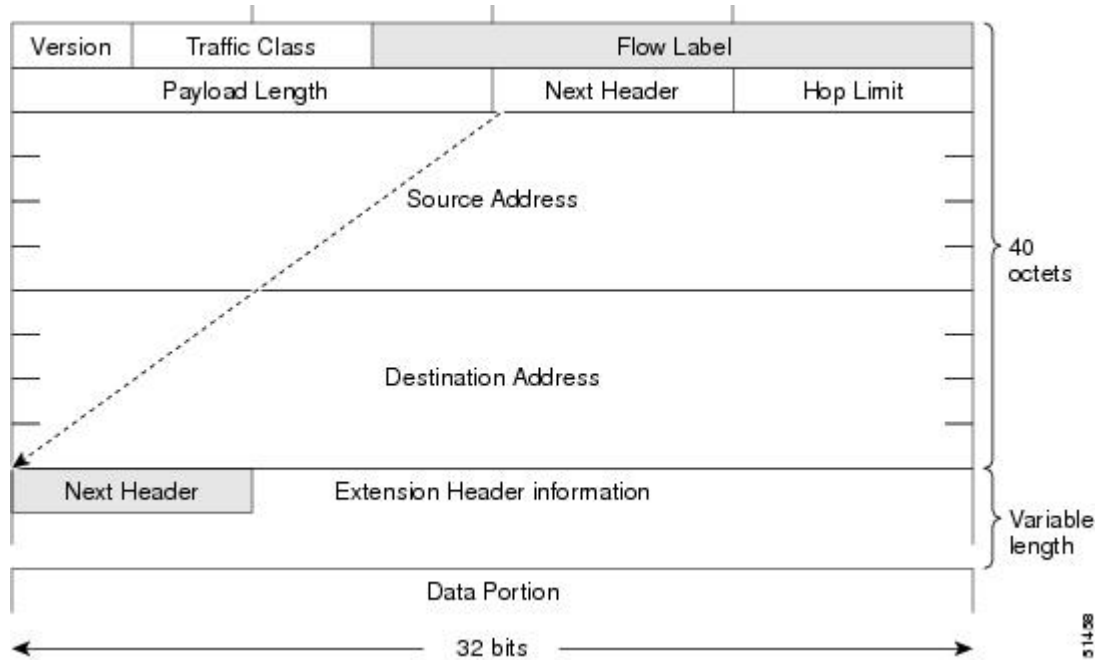 Version Traffic Class Flow Label
Payload Length Next Header Hop Limit
Source Address
40
octets
Destination Address
Next Header Extension Header information
Variable
length
Data Portion
32 bits
51458